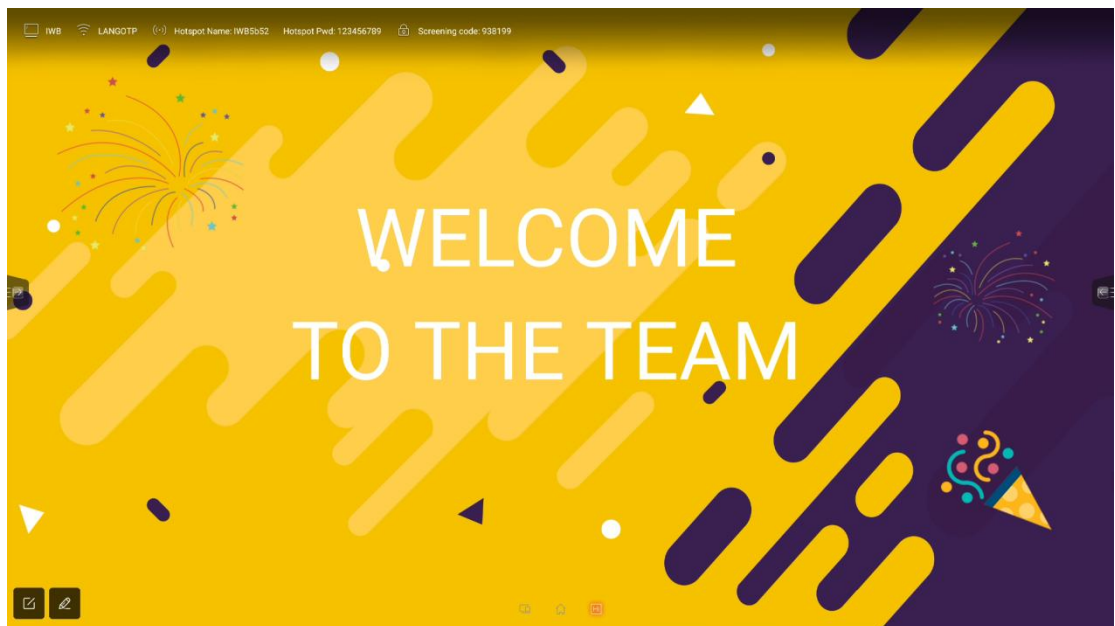 IWB LANGOTP Hotspot Name: IWB5b52 Hotspot Pwd: 123456789 Screening code: 938199
WELCOME
TO THE TEAM